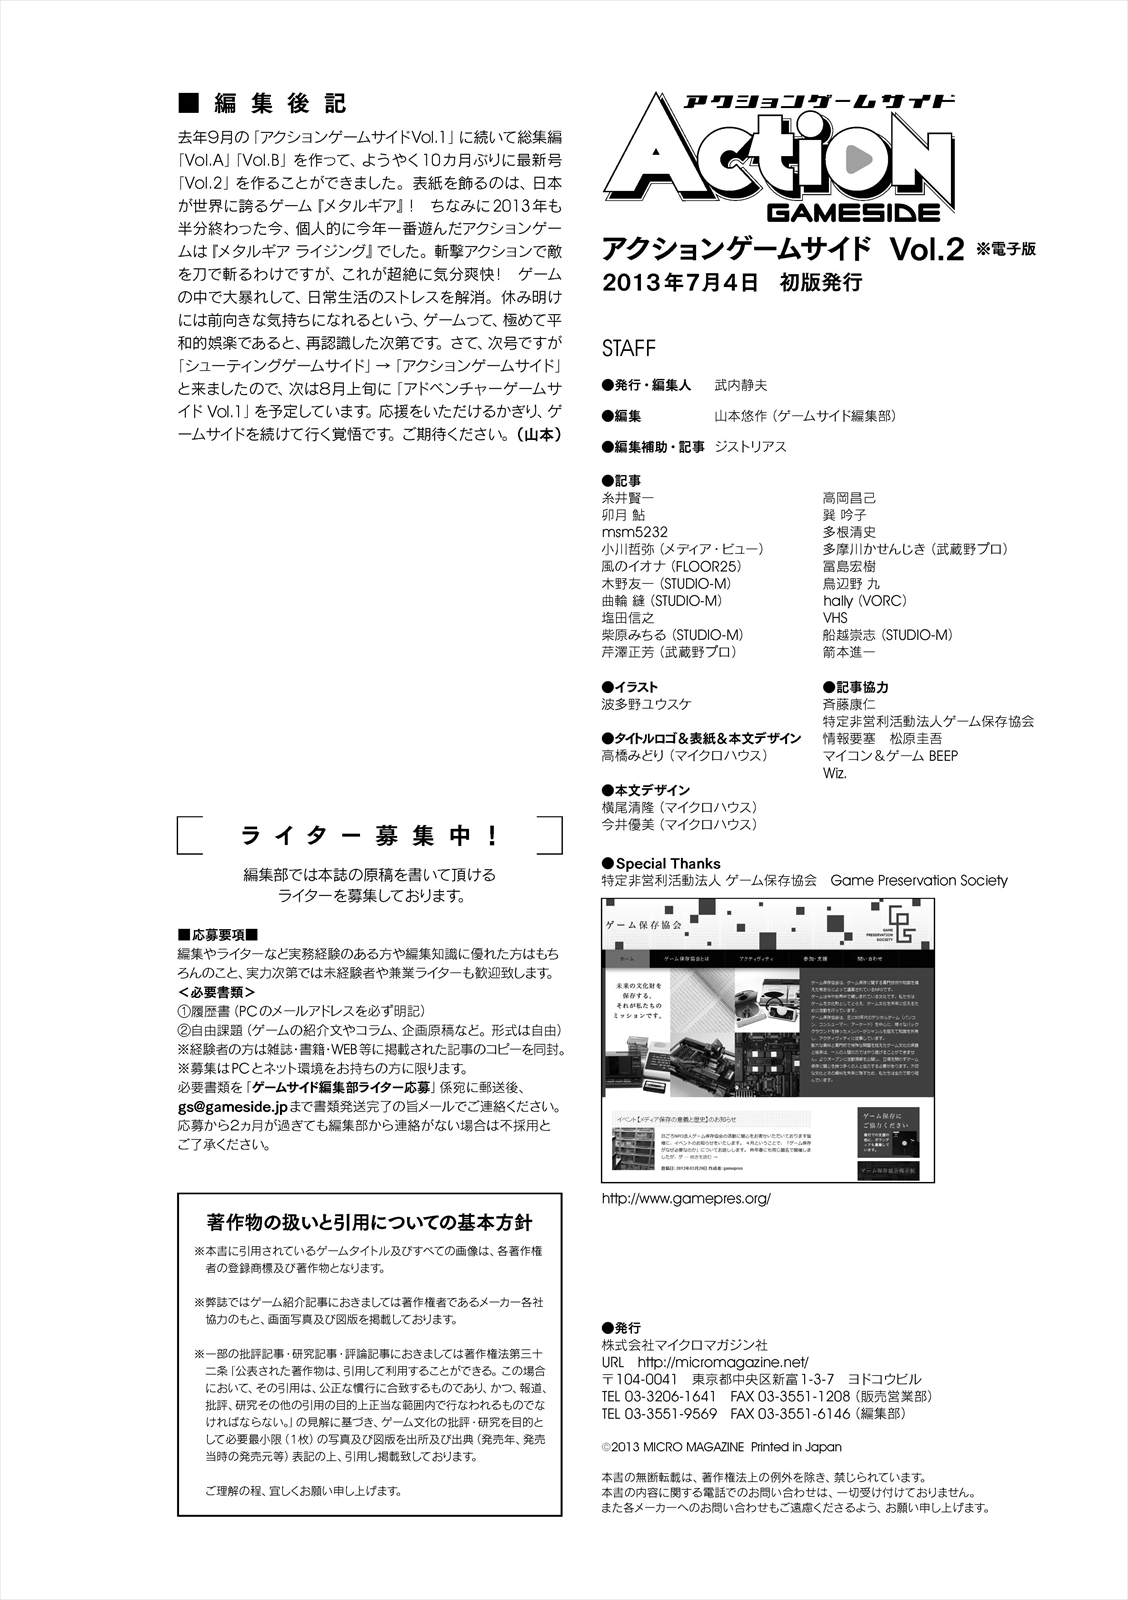 ■編集後記
去年9月の「アクションゲームサイドVol.1」に続いて総集編
「Vol.A」「Vol.B」を作って、ようやく10カ月ぶりに最新号
「Vol.2」を作ることができました。表紙を飾るのは、日本
が世界に誇るゲーム『メタルギア』！　ちなみに2013年も
半分終わった今、個人的に今年一番遊んだアクションゲー
ムは『メタルギア ライジング』でした。斬撃アクションで敵
を刀で斬るわけですが、これが超絶に気分爽快！　ゲーム
の中で大暴れして、日常生活のストレスを解消。休み明け
には前向きな気持ちになれるという、ゲームって、極めて平
和的娯楽であると、再認識した次第です。さて、次号ですが
「シューティングゲームサイド」→「アクションゲームサイド」
と来ましたので、次は8月上旬に「アドベンチャーゲームサ
イド Vol.1」を予定しています。応援をいただけるかぎり、ゲ
ームサイドを続けて行く覚悟です。ご期待ください。（山本）
ライター募集中！
編集部では本誌の原稿を書いて頂ける
ライターを募集しております。
■応募要項■
編集やライターなど実務経験のある方や編集知識に優れた方はもち
ろんのこと、実力次第では未経験者や兼業ライターも歓迎致します。
＜必要書類＞
①履歴書（PCのメールアドレスを必ず明記）
②自由課題（ゲームの紹介文やコラム、企画原稿など。形式は自由）
※経験者の方は雑誌・書籍・WEB等に掲載された記事のコピーを同封。
※募集はPCとネット環境をお持ちの方に限ります。
必要書類を「ゲームサイド編集部ライター応募」係宛に郵送後、
gs@gameside.jpまで書類発送完了の旨メールでご連絡ください。
応募から2ヵ月が過ぎても編集部から連絡がない場合は不採用と
ご了承ください。
著作物の扱いと引用についての基本方針
※本書に引用されているゲームタイトル及びすべての画像は、各著作権
者の登録商標及び著作物となります。
※弊誌ではゲーム紹介記事におきましては著作権者であるメーカー各社
協力のもと、画面写真及び図版を掲載しております。
※一部の批評記事・研究記事・評論記事におきましては著作権法第三十
二条「公表された著作物は、引用して利用することができる。この場合
において、その引用は、公正な慣行に合致するものであり、かつ、報道、
批評、研究その他の引用の目的上正当な範囲内で行なわれるものでな
ければならない。」の見解に基づき、ゲーム文化の批評・研究を目的と
して必要最小限（1枚）の写真及び図版を出所及び出典（発売年、発売
当時の発売元等）表記の上、引用し掲載致しております。
ご理解の程、宜しくお願い申し上げます。
アクションゲームサイド
Action
GAMESIDE
アクションゲームサイド Vol.2 ※電子版
2013年7月4日　初版発行
STAFF
●発行・編集人　武内静夫
●編集　山本悠作（ゲームサイド編集部）
●編集補助・記事　ジストリアス
●記事
糸井賢一
卯月 鮎
msm5232
小川哲弥（メディア・ビュー）
風のイオナ（FLOOR25）
木野友一（STUDIO-M）
曲輪 縫（STUDIO-M）
塩田信之
柴原みちる（STUDIO-M）
芹澤正芳（武蔵野プロ）
高岡昌己
巽 吟子
多根清史
多摩川かせんじき（武蔵野プロ）
冨島宏樹
鳥辺野 九
hally（VORC）
VHS
船越崇志（STUDIO-M）
箭本進一
●イラスト
波多野ユウスケ
●タイトルロゴ＆表紙＆本文デザイン
高橋みどり（マイクロハウス）
●本文デザイン
横尾清隆（マイクロハウス）
今井優美（マイクロハウス）
●記事協力
斉藤康仁
特定非営利活動法人ゲーム保存協会
情報要塞　松原圭吾
マイコン＆ゲーム BEEP
Wiz.
●Special Thanks
特定非営利活動法人 ゲーム保存協会　Game Preservation Society
ゲーム保存協会
GAME
PRESERVATION
SOCIETY
ホーム　ゲーム保存協会とは　アクティヴィティ　参加・支援　問い合わせ
未来の文化財を
保存する。
それが私たちの
ミッションです。
イベント【メディア保存の意義と歴史】のお知らせ
ゲーム保存に
ご協力ください
http://www.gamepres.org/
●発行
株式会社マイクロマガジン社
URL　http://micromagazine.net/
〒104-0041　東京都中央区新富1-3-7　ヨドコウビル
TEL 03-3206-1641　FAX 03-3551-1208（販売営業部）
TEL 03-3551-9569　FAX 03-3551-6146（編集部）
©2013 MICRO MAGAZINE Printed in Japan
本書の無断転載は、著作権法上の例外を除き、禁じられています。
本書の内容に関する電話でのお問い合わせは、一切受け付けておりません。
また各メーカーへのお問い合わせもご遠慮くださるよう、お願い申し上げます。